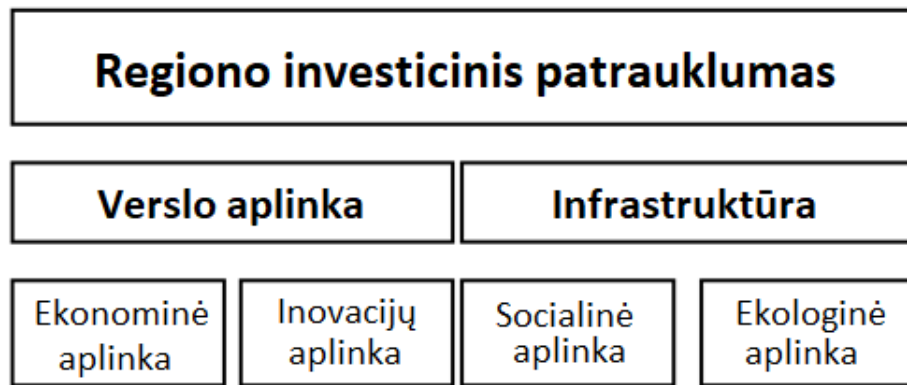 Regiono investicinis patrauklumas
Verslo aplinka
Infrastruktūra
Ekonominė
aplinka
Inovacijų
aplinka
Socialinė
aplinka
Ekologinė
aplinka